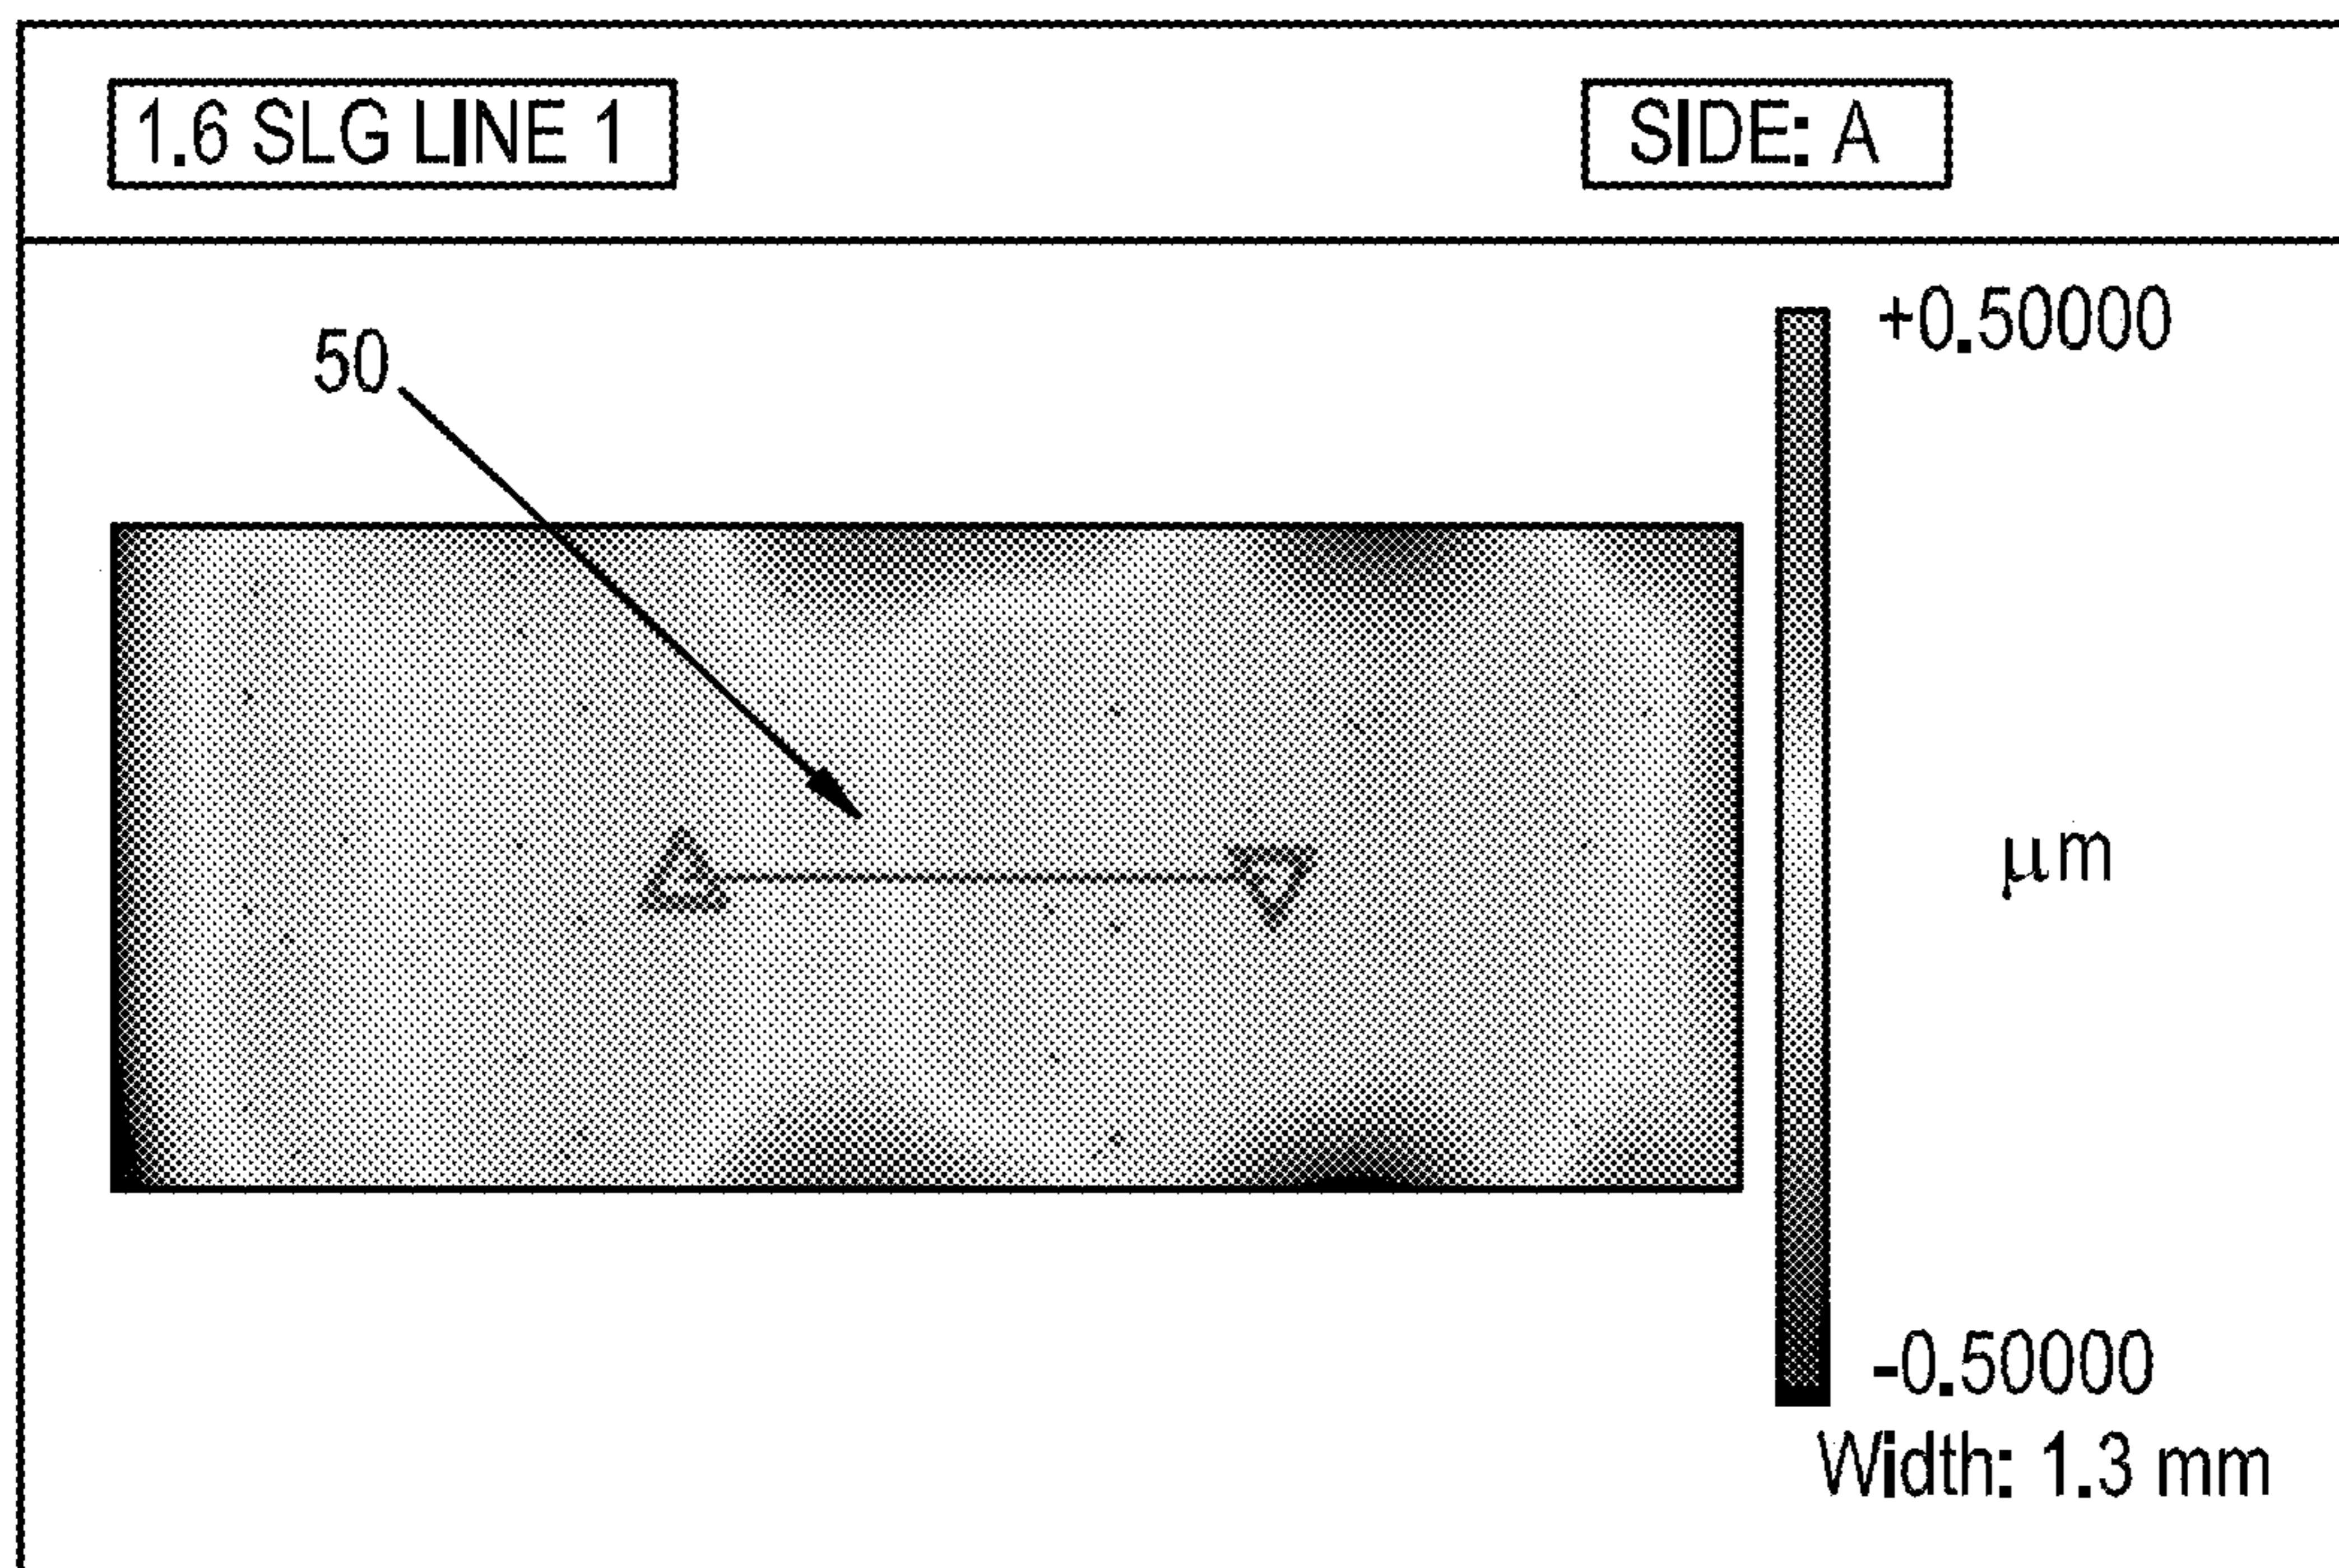 1.6 SLG LINE 1
SIDE: A
+0.50000
50
μm
-0.50000
Width: 1.3 mm